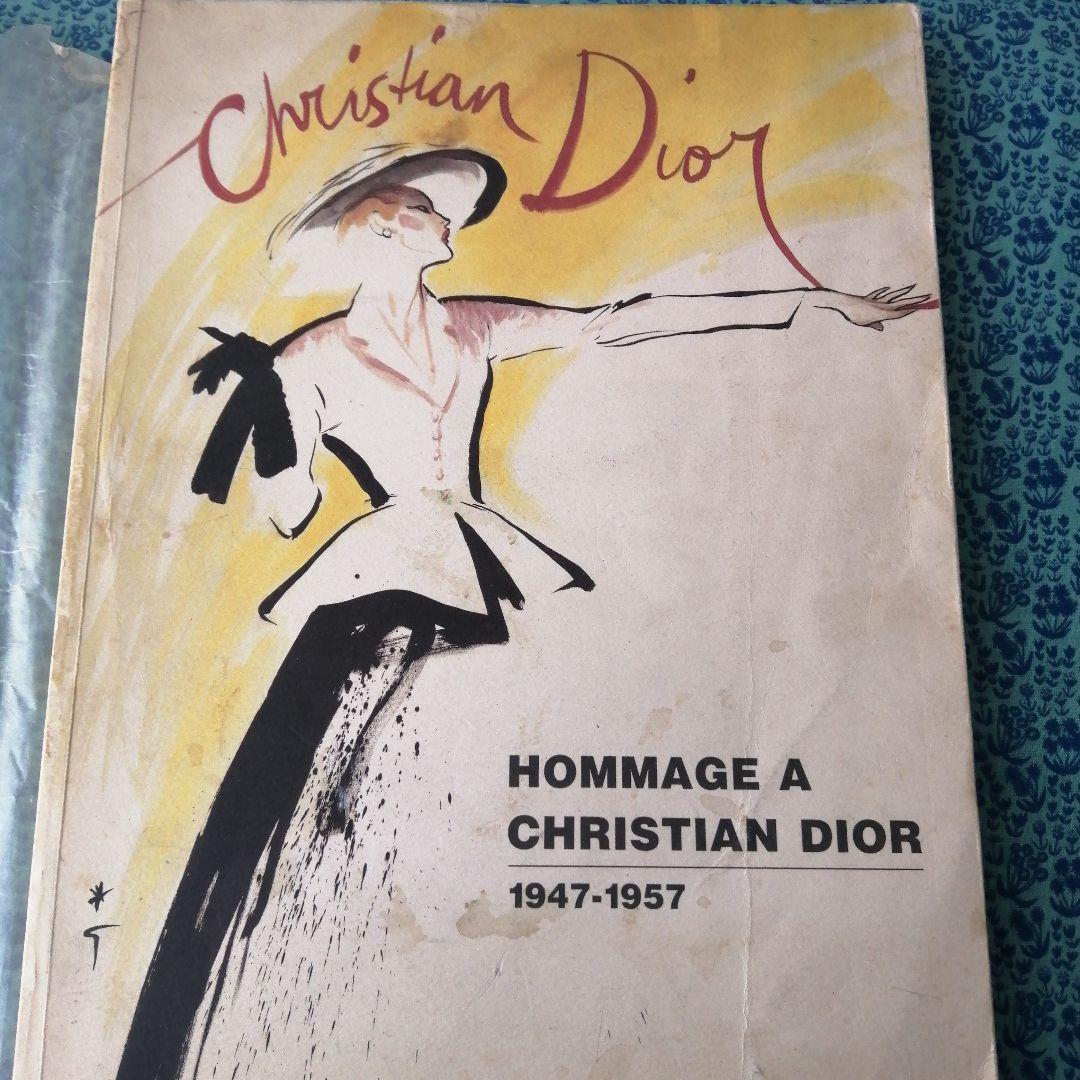 Christian Dior
HOMMAGE A
CHRISTIAN DIOR
1947-1957